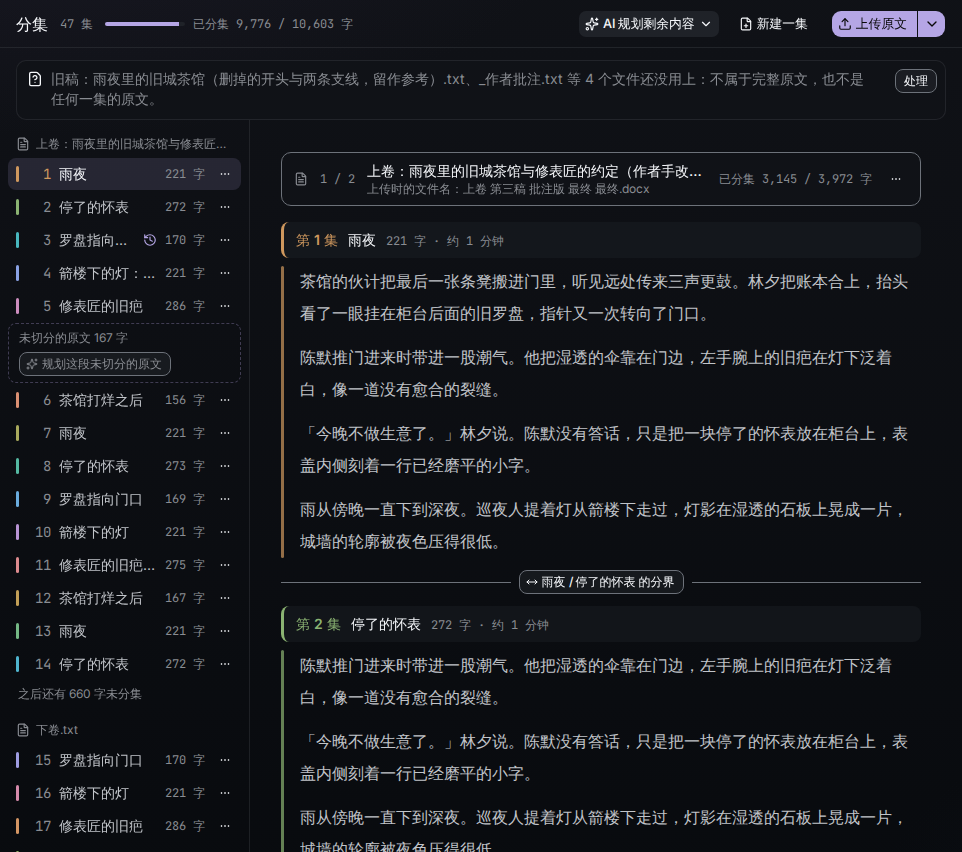 分集 47 集 已分集 9,776 / 10,603 字 AI 规划剩余内容 新建一集 上传原文
旧稿：雨夜里的旧城茶馆（删掉的开头与两条支线，留作参考）.txt、_作者批注.txt 等 4 个文件还没用上：不属于完整原文，也不是
任何一集的原文。
处理
上卷：雨夜里的旧城茶馆与修表匠...
1 雨夜 221 字 ...
2 停了的怀表 272 字 ...
3 罗盘指向... 170 字 ...
4 箭楼下的灯：... 221 字 ...
5 修表匠的旧疤 286 字 ...
未切分的原文 167 字
规划这段未切分的原文
6 茶馆打烊之后 156 字 ...
7 雨夜 221 字 ...
8 停了的怀表 273 字 ...
9 罗盘指向门口 169 字 ...
10 箭楼下的灯 221 字 ...
11 修表匠的旧疤... 275 字 ...
12 茶馆打烊之后 167 字 ...
13 雨夜 221 字 ...
14 停了的怀表 272 字 ...
之后还有 660 字未分集
下卷.txt
15 罗盘指向门口 170 字 ...
16 箭楼下的灯 221 字 ...
17 修表匠的旧疤 286 字 ...
1 / 2 上卷：雨夜里的旧城茶馆与修表匠的约定（作者手改... 已分集 3,145 / 3,972 字 ...
上传时的文件名：上卷 第三稿 批注版 最终 最终.docx
第 1 集 雨夜 221 字 · 约 1 分钟
茶馆的伙计把最后一张条凳搬进门里，听见远处传来三声更鼓。林夕把账本合上，抬头
看了一眼挂在柜台后面的旧罗盘，指针又一次转向了门口。
陈默推门进来时带进一股潮气。他把湿透的伞靠在门边，左手腕上的旧疤在灯下泛着
白，像一道没有愈合的裂缝。
「今晚不做生意了。」林夕说。陈默没有答话，只是把一块停了的怀表放在柜台上，表
盖内侧刻着一行已经磨平的小字。
雨从傍晚一直下到深夜。巡夜人提着灯从箭楼下走过，灯影在湿透的石板上晃成一片，
城墙的轮廓被夜色压得很低。
雨夜 / 停了的怀表 的分界
第 2 集 停了的怀表 272 字 · 约 1 分钟
陈默推门进来时带进一股潮气。他把湿透的伞靠在门边，左手腕上的旧疤在灯下泛着
白，像一道没有愈合的裂缝。
「今晚不做生意了。」林夕说。陈默没有答话，只是把一块停了的怀表放在柜台上，表
盖内侧刻着一行已经磨平的小字。
雨从傍晚一直下到深夜。巡夜人提着灯从箭楼下走过，灯影在湿透的石板上晃成一片，
城墙的轮廓被夜色压得很低。